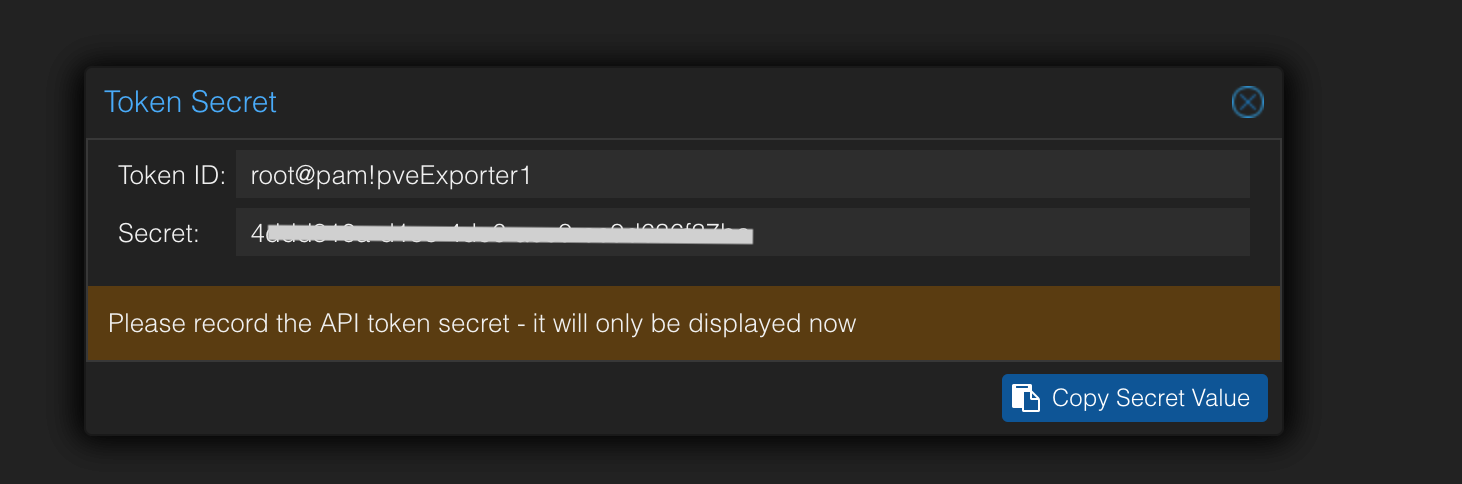 Token Secret
Token ID: root@pam!pveExporter1
Secret:
Please record the API token secret - it will only be displayed now
Copy Secret Value